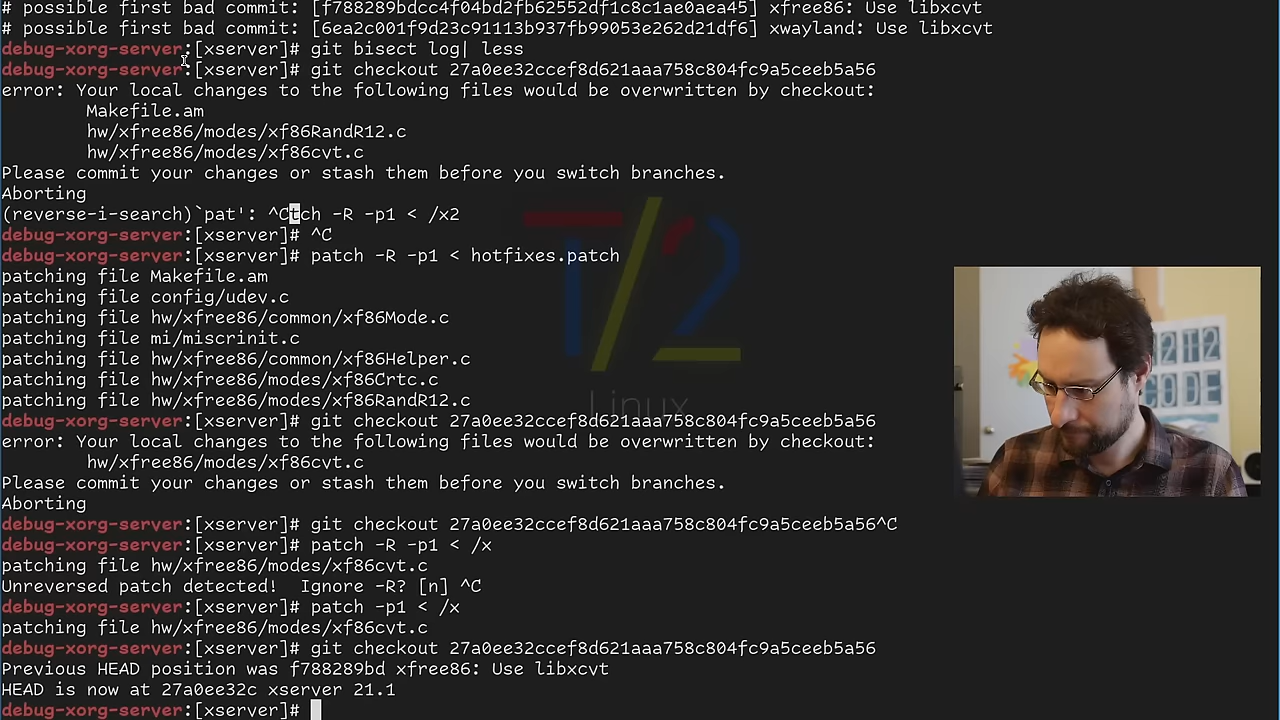 # possible first bad commit: [f788289bdcc4f04bd2fb62552df1c8c1ae0aea45] xfree86: Use libxcvt
# possible first bad commit: [6ea2c001f9d23c91113b937fb99053e262d21df6] xwayland: Use libxcvt
debug-xorg-server:[xserver]# git bisect log| less
debug-xorg-server:[xserver]# git checkout 27a0ee32ccef8d621aaa758c804fc9a5ceeb5a56
error: Your local changes to the following files would be overwritten by checkout:
        Makefile.am
        hw/xfree86/modes/xf86RandR12.c
        hw/xfree86/modes/xf86cvt.c
Please commit your changes or stash them before you switch branches.
Aborting
(reverse-i-search)`pat': ^Ctch -R -p1 < /x2
debug-xorg-server:[xserver]# ^C
debug-xorg-server:[xserver]# patch -R -p1 < hotfixes.patch
patching file Makefile.am
patching file config/udev.c
patching file hw/xfree86/common/xf86Mode.c
patching file mi/miscrinit.c
patching file hw/xfree86/common/xf86Helper.c
patching file hw/xfree86/modes/xf86Crtc.c
patching file hw/xfree86/modes/xf86RandR12.c
debug-xorg-server:[xserver]# git checkout 27a0ee32ccef8d621aaa758c804fc9a5ceeb5a56
error: Your local changes to the following files would be overwritten by checkout:
        hw/xfree86/modes/xf86cvt.c
Please commit your changes or stash them before you switch branches.
Aborting
debug-xorg-server:[xserver]# git checkout 27a0ee32ccef8d621aaa758c804fc9a5ceeb5a56^C
debug-xorg-server:[xserver]# patch -R -p1 < /x
patching file hw/xfree86/modes/xf86cvt.c
Unreversed patch detected!  Ignore -R? [n] ^C
debug-xorg-server:[xserver]# patch -p1 < /x
patching file hw/xfree86/modes/xf86cvt.c
debug-xorg-server:[xserver]# git checkout 27a0ee32ccef8d621aaa758c804fc9a5ceeb5a56
Previous HEAD position was f788289bd xfree86: Use libxcvt
HEAD is now at 27a0ee32c xserver 21.1
debug-xorg-server:[xserver]#
T/2
Linux
CODE